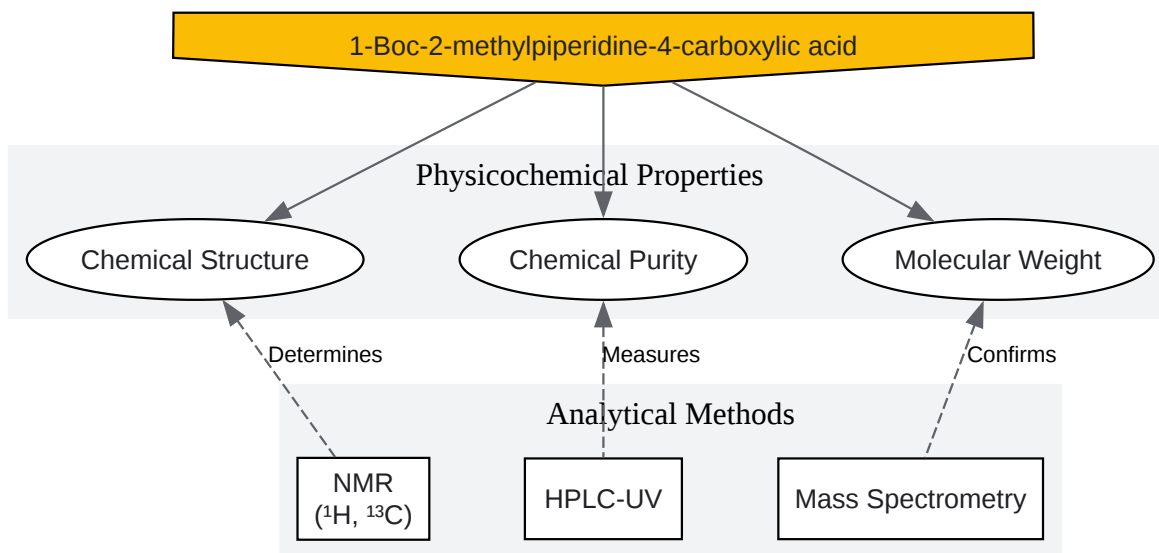 1-Boc-2-methylpiperidine-4-carboxylic acid
Physicochemical Properties
Chemical Structure
Chemical Purity
Molecular Weight
Determines
Measures
Confirms
Analytical Methods
NMR
(¹H, ¹³C)
HPLC-UV
Mass Spectrometry